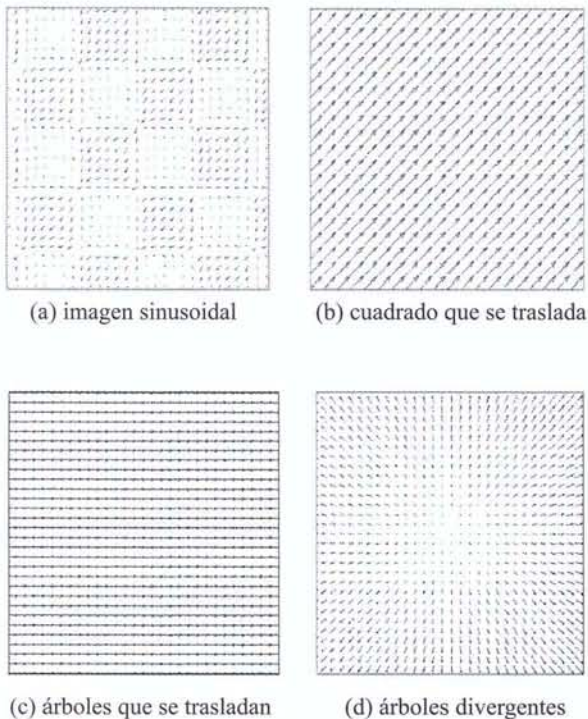 (a) imagen sinusoidal
(b) cuadrado que se traslada
(c) árboles que se trasladan
(d) árboles divergentes